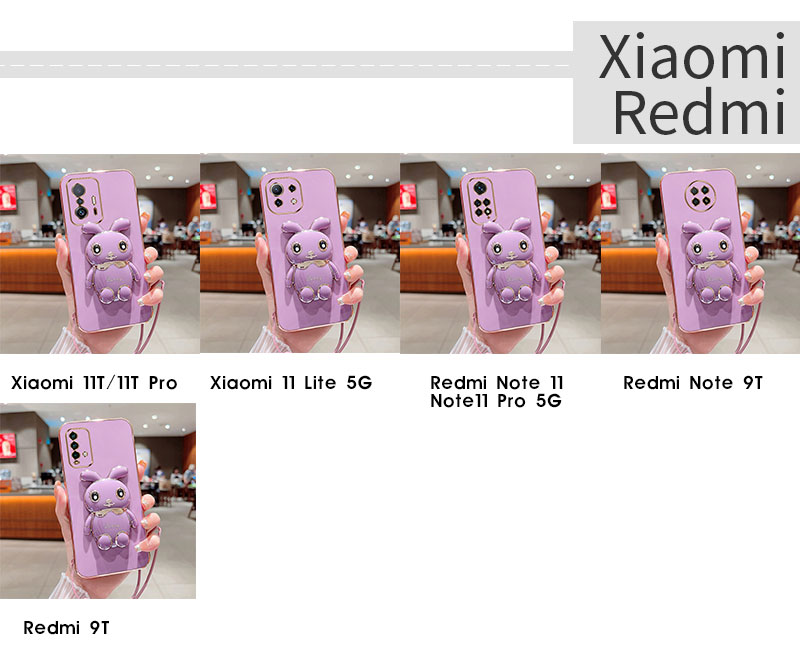 Xiaomi
Redmi
Xiaomi 11T/11T Pro
Xiaomi 11 Lite 5G
Redmi Note 11
Note11 Pro 5G
Redmi Note 9T
Redmi 9T